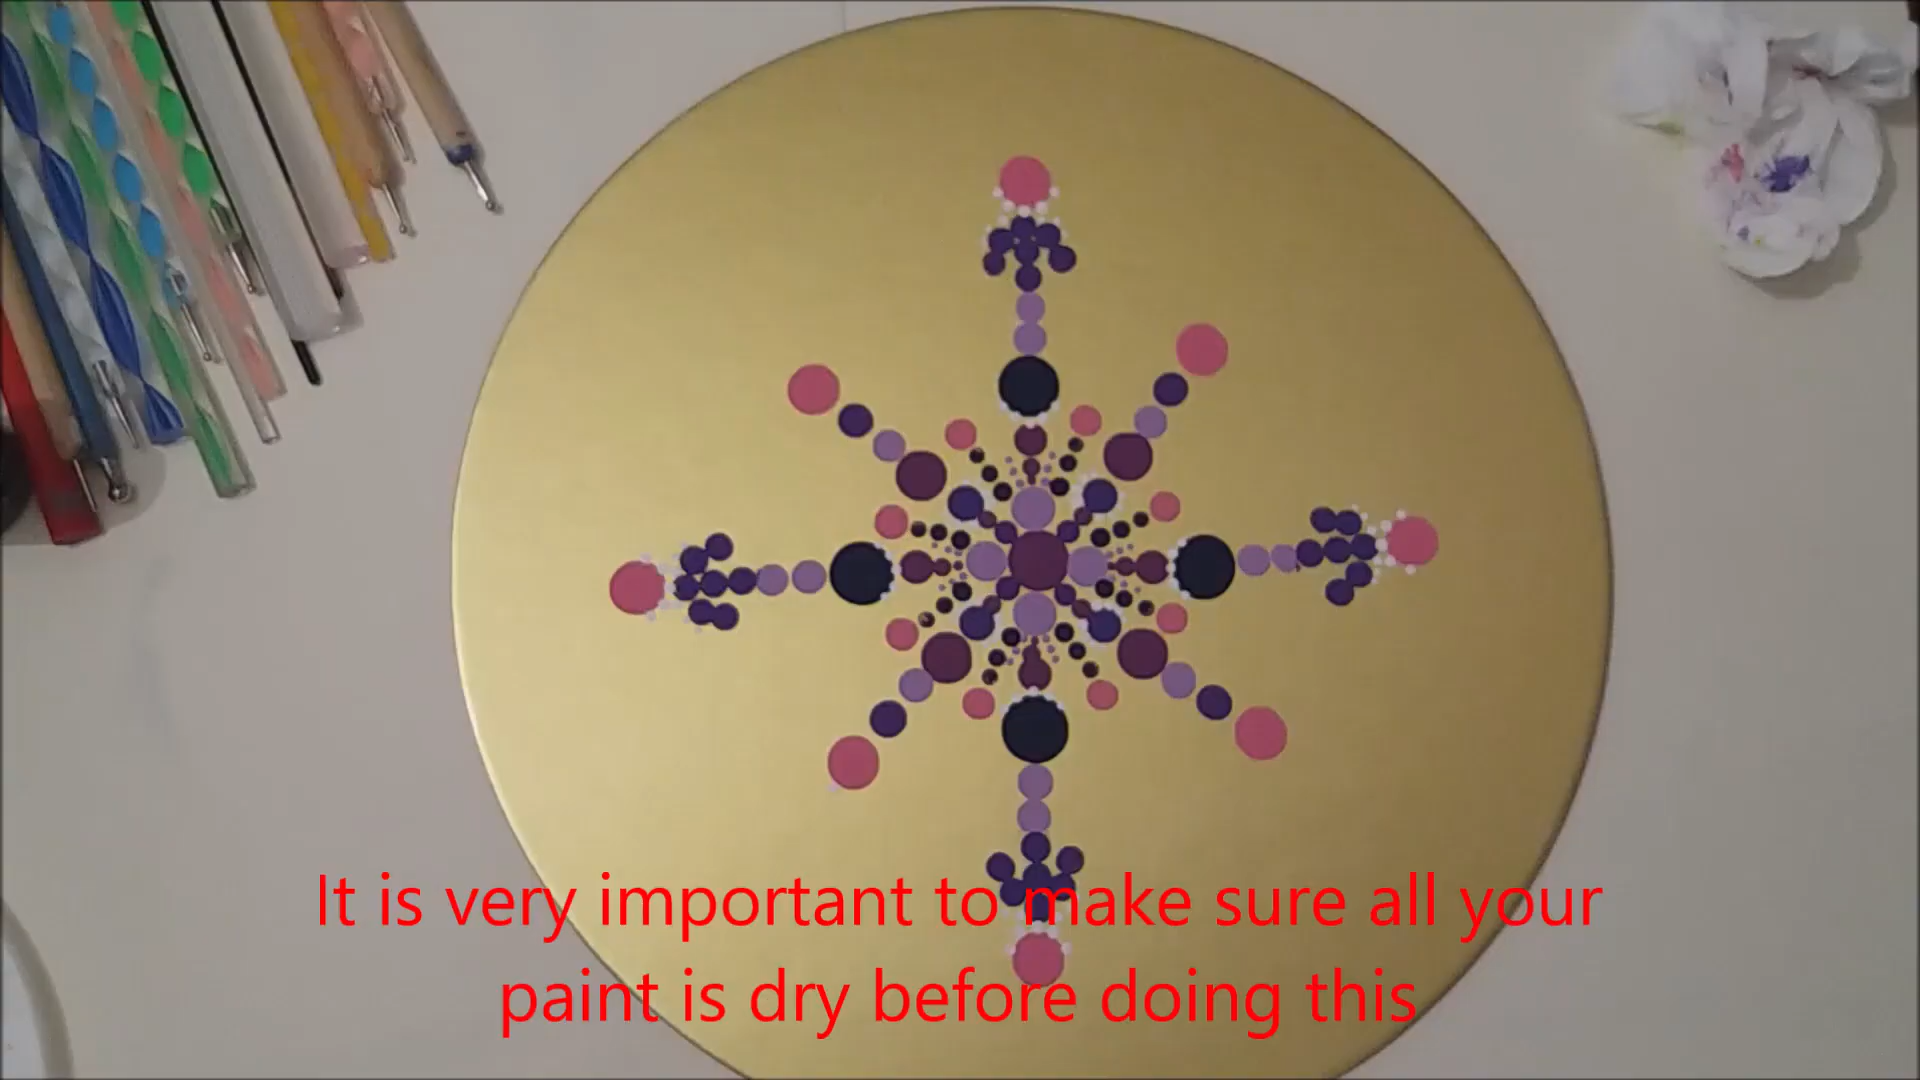 It is very important to make sure all your
paint is dry before doing this